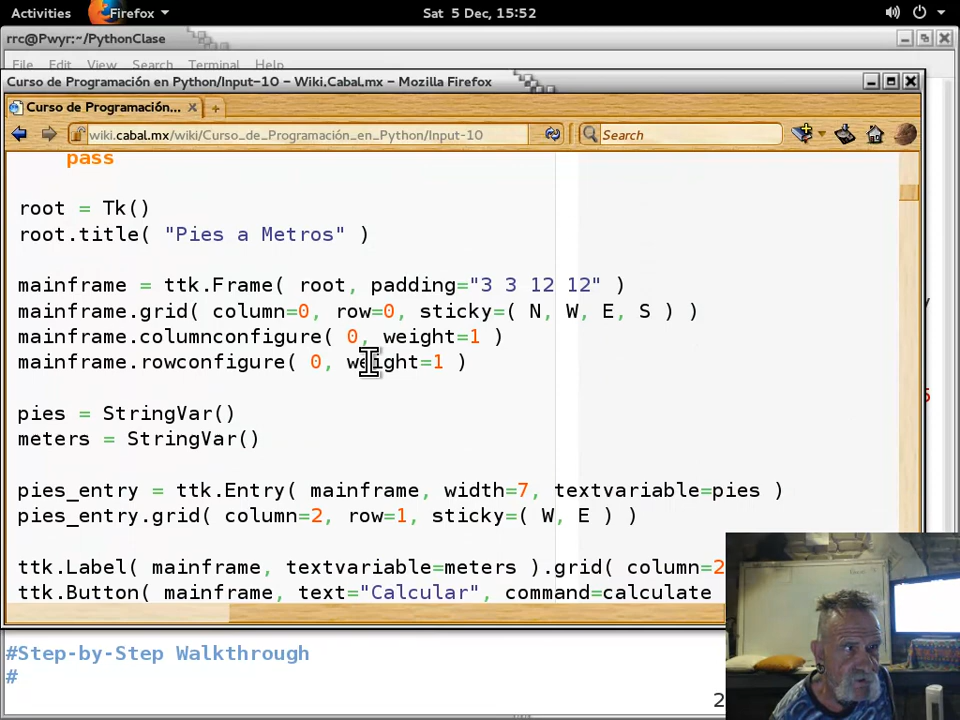 Activities Firefox Sat 5 Dec, 15:52
rrc@Pwyr:~/PythonClase
File Edit View Search Terminal Help
Curso de Programación en Python/Input-10 - Wiki.Cabal.mx - Mozilla Firefox
Curso de Programación...
wiki.cabal.mx/wiki/Curso_de_Programación_en_Python/Input-10 Search
pass
root = Tk()
root.title( "Pies a Metros" )
mainframe = ttk.Frame( root, padding="3 3 12 12" )
mainframe.grid( column=0, row=0, sticky=( N, W, E, S ) )
mainframe.columnconfigure( 0, weight=1 )
mainframe.rowconfigure( 0, weight=1 )
pies = StringVar()
meters = StringVar()
pies_entry = ttk.Entry( mainframe, width=7, textvariable=pies )
pies_entry.grid( column=2, row=1, sticky=( W, E ) )
ttk.Label( mainframe, textvariable=meters ).grid( column=2
ttk.Button( mainframe, text="Calcular", command=calculate
#Step-by-Step Walkthrough
#
2